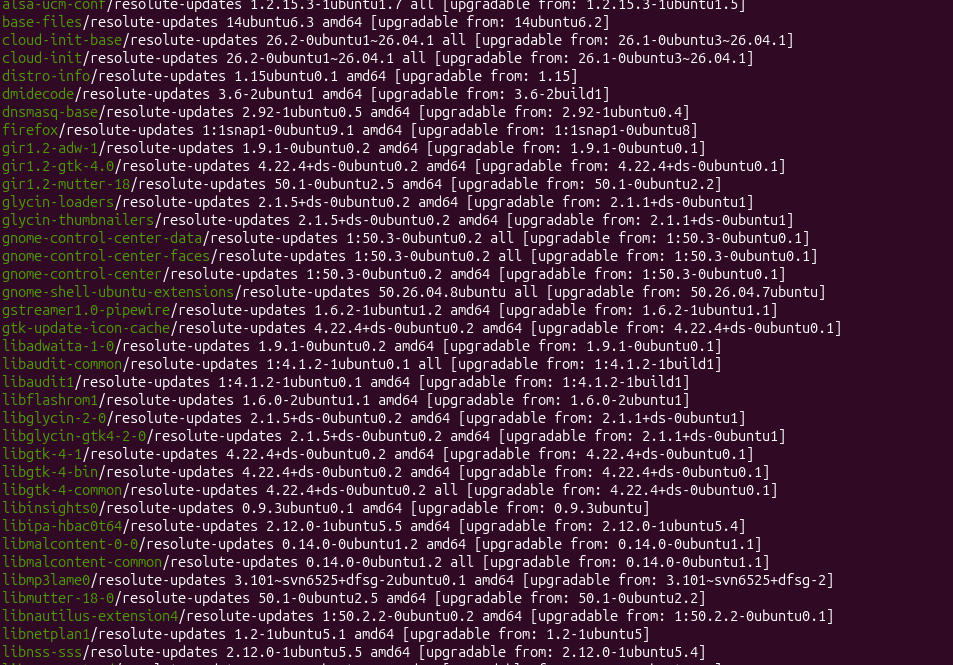 alsa-ucm-conf/resolute-updates 1.2.15.3-1ubuntu1.7 all [upgradable from: 1.2.15.3-1ubuntu1.5]
base-files/resolute-updates 14ubuntu6.3 amd64 [upgradable from: 14ubuntu6.2]
cloud-init-base/resolute-updates 26.2-0ubuntu1~26.04.1 all [upgradable from: 26.1-0ubuntu3~26.04.1]
cloud-init/resolute-updates 26.2-0ubuntu1~26.04.1 all [upgradable from: 26.1-0ubuntu3~26.04.1]
distro-info/resolute-updates 1.15ubuntu0.1 amd64 [upgradable from: 1.15]
dmidecode/resolute-updates 3.6-2ubuntu1 amd64 [upgradable from: 3.6-2build1]
dnsmasq-base/resolute-updates 2.92-1ubuntu0.5 amd64 [upgradable from: 2.92-1ubuntu0.4]
firefox/resolute-updates 1:1snap1-0ubuntu9.1 amd64 [upgradable from: 1:1snap1-0ubuntu8]
gir1.2-adw-1/resolute-updates 1.9.1-0ubuntu0.2 amd64 [upgradable from: 1.9.1-0ubuntu0.1]
gir1.2-gtk-4.0/resolute-updates 4.22.4+ds-0ubuntu0.2 amd64 [upgradable from: 4.22.4+ds-0ubuntu0.1]
gir1.2-mutter-18/resolute-updates 50.1-0ubuntu2.5 amd64 [upgradable from: 50.1-0ubuntu2.2]
glycin-loaders/resolute-updates 2.1.5+ds-0ubuntu0.2 amd64 [upgradable from: 2.1.1+ds-0ubuntu1]
glycin-thumbnailers/resolute-updates 2.1.5+ds-0ubuntu0.2 amd64 [upgradable from: 2.1.1+ds-0ubuntu1]
gnome-control-center-data/resolute-updates 1:50.3-0ubuntu0.2 all [upgradable from: 1:50.3-0ubuntu0.1]
gnome-control-center-faces/resolute-updates 1:50.3-0ubuntu0.2 all [upgradable from: 1:50.3-0ubuntu0.1]
gnome-control-center/resolute-updates 1:50.3-0ubuntu0.2 amd64 [upgradable from: 1:50.3-0ubuntu0.1]
gnome-shell-ubuntu-extensions/resolute-updates 50.26.04.8ubuntu all [upgradable from: 50.26.04.7ubuntu]
gstreamer1.0-pipewire/resolute-updates 1.6.2-1ubuntu1.2 amd64 [upgradable from: 1.6.2-1ubuntu1.1]
gtk-update-icon-cache/resolute-updates 4.22.4+ds-0ubuntu0.2 amd64 [upgradable from: 4.22.4+ds-0ubuntu0.1]
libadwaita-1-0/resolute-updates 1.9.1-0ubuntu0.2 amd64 [upgradable from: 1.9.1-0ubuntu0.1]
libaudit-common/resolute-updates 1:4.1.2-1ubuntu0.1 all [upgradable from: 1:4.1.2-1build1]
libaudit1/resolute-updates 1:4.1.2-1ubuntu0.1 amd64 [upgradable from: 1:4.1.2-1build1]
libflashrom1/resolute-updates 1.6.0-2ubuntu1.1 amd64 [upgradable from: 1.6.0-2ubuntu1]
libglycin-2-0/resolute-updates 2.1.5+ds-0ubuntu0.2 amd64 [upgradable from: 2.1.1+ds-0ubuntu1]
libglycin-gtk4-2-0/resolute-updates 2.1.5+ds-0ubuntu0.2 amd64 [upgradable from: 2.1.1+ds-0ubuntu1]
libgtk-4-1/resolute-updates 4.22.4+ds-0ubuntu0.2 amd64 [upgradable from: 4.22.4+ds-0ubuntu0.1]
libgtk-4-bin/resolute-updates 4.22.4+ds-0ubuntu0.2 amd64 [upgradable from: 4.22.4+ds-0ubuntu0.1]
libgtk-4-common/resolute-updates 4.22.4+ds-0ubuntu0.2 all [upgradable from: 4.22.4+ds-0ubuntu0.1]
libinsights0/resolute-updates 0.9.3ubuntu0.1 amd64 [upgradable from: 0.9.3ubuntu]
libipa-hbac0t64/resolute-updates 2.12.0-1ubuntu5.5 amd64 [upgradable from: 2.12.0-1ubuntu5.4]
libmalcontent-0-0/resolute-updates 0.14.0-0ubuntu1.2 amd64 [upgradable from: 0.14.0-0ubuntu1.1]
libmalcontent-common/resolute-updates 0.14.0-0ubuntu1.2 all [upgradable from: 0.14.0-0ubuntu1.1]
libmp3lame0/resolute-updates 3.101~svn6525+dfsg-2ubuntu0.1 amd64 [upgradable from: 3.101~svn6525+dfsg-2]
libmutter-18-0/resolute-updates 50.1-0ubuntu2.5 amd64 [upgradable from: 50.1-0ubuntu2.2]
libnautilus-extension4/resolute-updates 1:50.2.2-0ubuntu0.2 amd64 [upgradable from: 1:50.2.2-0ubuntu0.1]
libnetplan1/resolute-updates 1.2-1ubuntu5.1 amd64 [upgradable from: 1.2-1ubuntu5]
libnss-sss/resolute-updates 2.12.0-1ubuntu5.5 amd64 [upgradable from: 2.12.0-1ubuntu5.4]